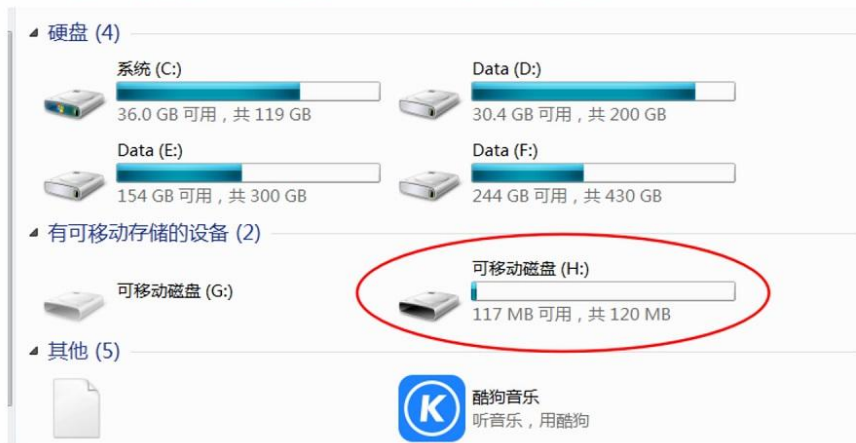 硬盘 (4)
系统 (C:)
36.0 GB 可用，共 119 GB
Data (D:)
30.4 GB 可用，共 200 GB
Data (E:)
154 GB 可用，共 300 GB
Data (F:)
244 GB 可用，共 430 GB
有可移动存储的设备 (2)
可移动磁盘 (G:)
可移动磁盘 (H:)
117 MB 可用，共 120 MB
其他 (5)
K
酷狗音乐
听音乐，用酷狗